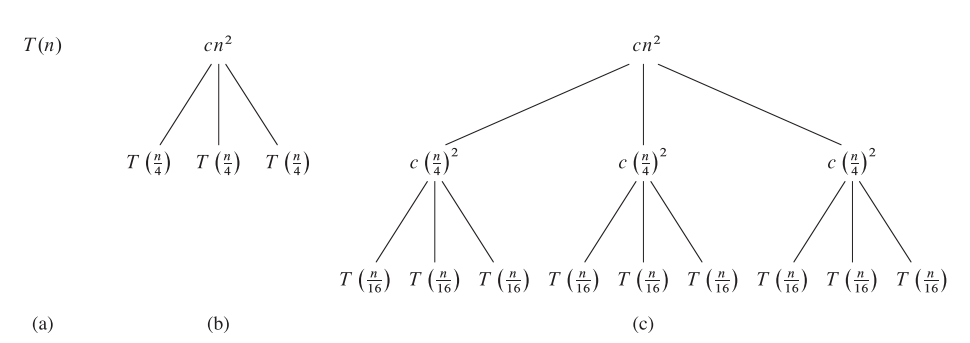 T(n) cn² cn²
T (n/4) T (n/4) T (n/4) c (n/4)² c (n/4)² c (n/4)²
T (n/16) T (n/16) T (n/16) T (n/16) T (n/16) T (n/16) T (n/16) T (n/16) T (n/16)
(a) (b) (c)